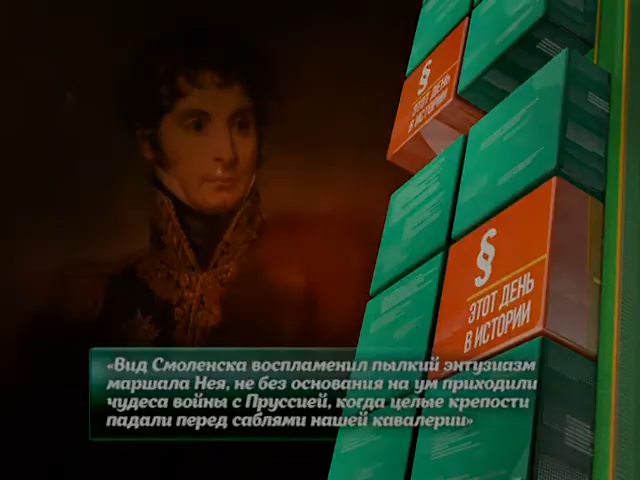 §
ЭТОТ ДЕНЬ
В ИСТОРИИ
§
ЭТОТ ДЕНЬ
В ИСТОРИИ
«Вид Смоленска воспламенил пылкий энтузиазм
маршала Нея, не без основания на ум приходили
чудеса войны с Пруссией, когда целые крепости
падали перед саблями нашей кавалерии»